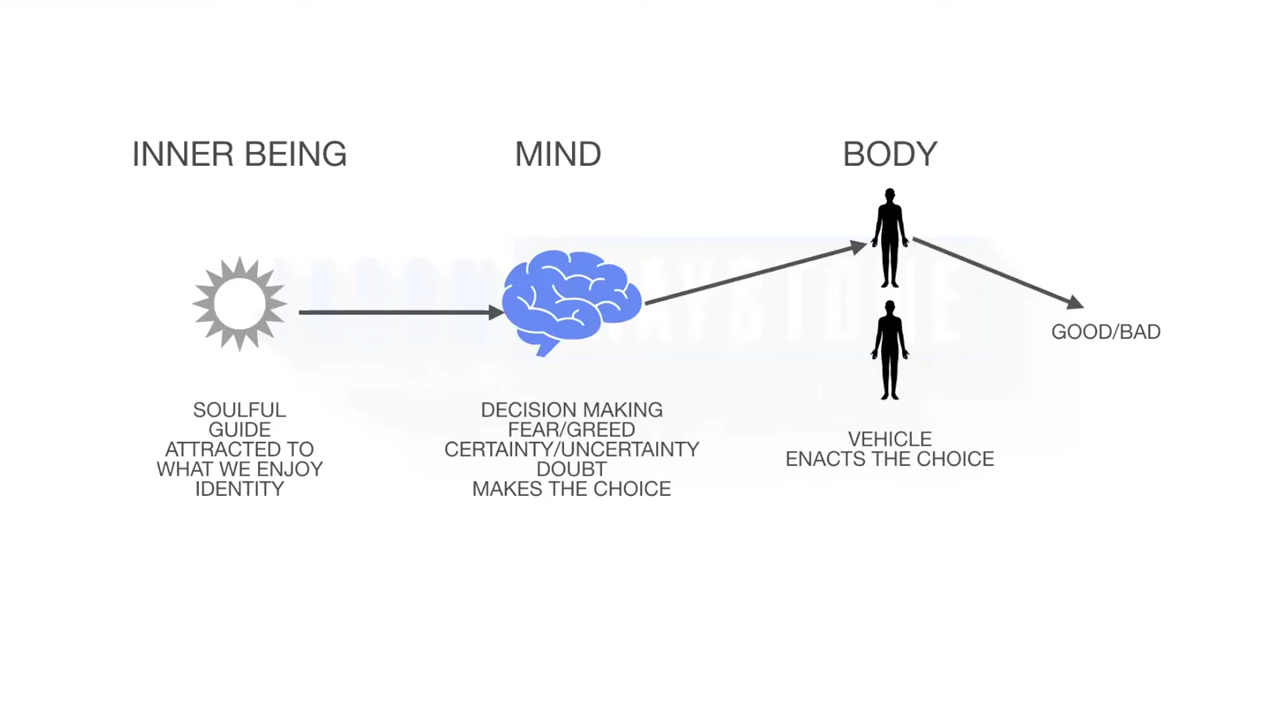 INNER BEING
MIND
BODY
GOOD/BAD
SOULFUL
GUIDE
ATTRACTED TO
WHAT WE ENJOY
IDENTITY
DECISION MAKING
FEAR/GREED
CERTAINTY/UNCERTAINTY
DOUBT
MAKES THE CHOICE
VEHICLE
ENACTS THE CHOICE